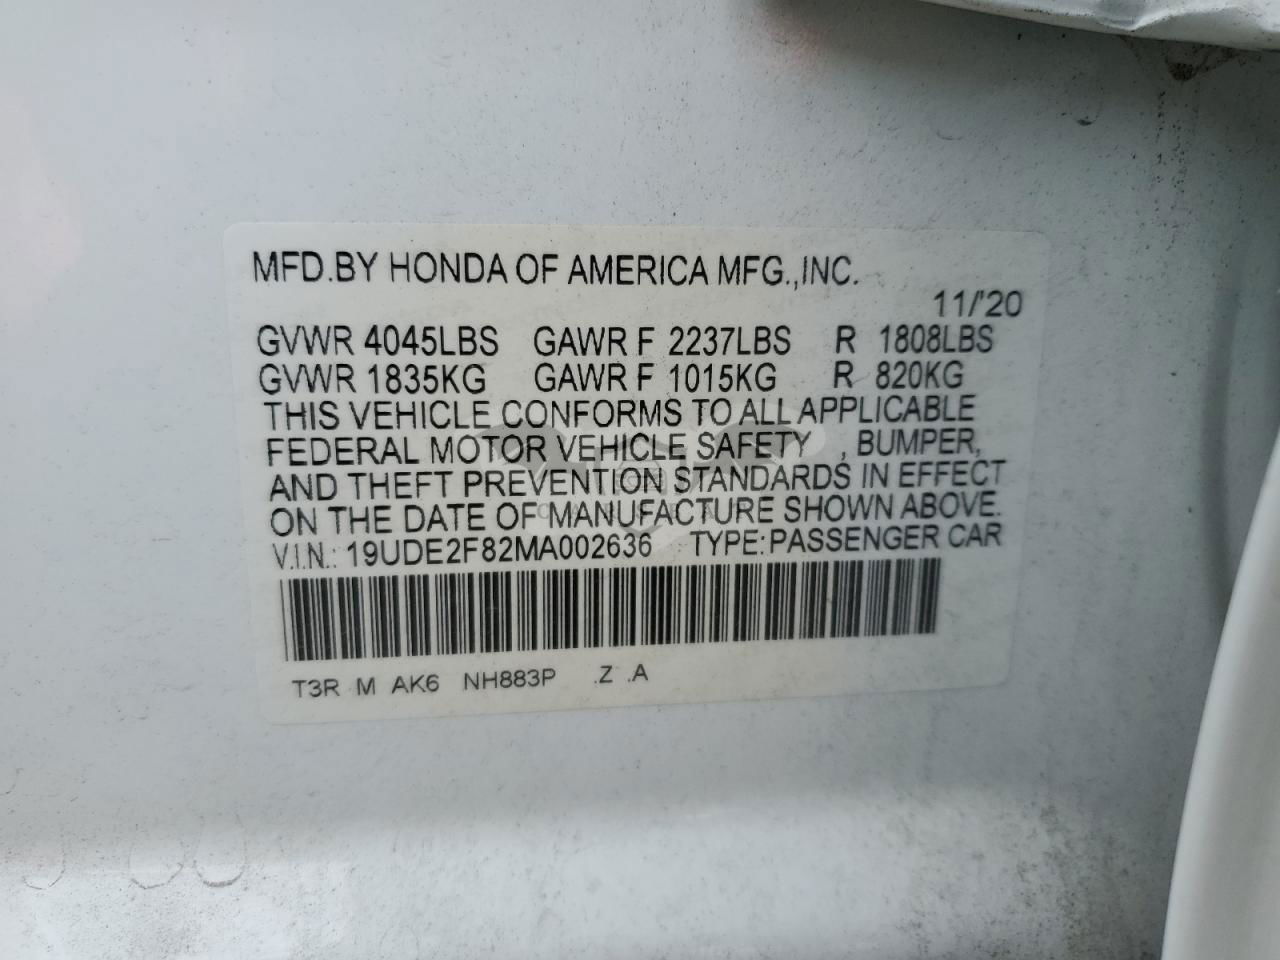 MFD.BY HONDA OF AMERICA MFG.,INC.
11/'20
GVWR 4045LBS GAWR F 2237LBS R 1808LBS
GVWR 1835KG GAWR F 1015KG R 820KG
THIS VEHICLE CONFORMS TO ALL APPLICABLE
FEDERAL MOTOR VEHICLE SAFETY , BUMPER,
AND THEFT PREVENTION STANDARDS IN EFFECT
ON THE DATE OF MANUFACTURE SHOWN ABOVE.
V.I.N.: 19UDE2F82MA002636 TYPE:PASSENGER CAR
T3R M AK6 NH883P .Z .A